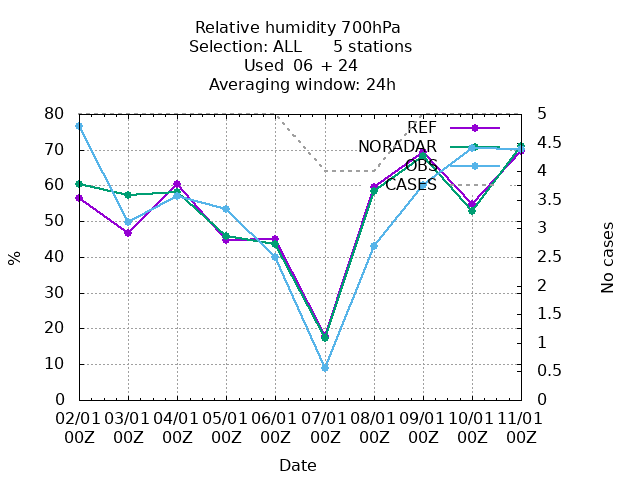 Relative humidity 700hPa
Selection: ALL 5 stations
Used 06 + 24
Averaging window: 24h
80
70
60
50
40
30
20
10
0
%
5
4.5
4
3.5
3
2.5
2
1.5
1
0.5
0
No cases
REF
NORADAR
OBS
CASES
02/01 03/01 04/01 05/01 06/01 07/01 08/01 09/01 10/01 11/01
00Z 00Z 00Z 00Z 00Z 00Z 00Z 00Z 00Z 00Z
Date